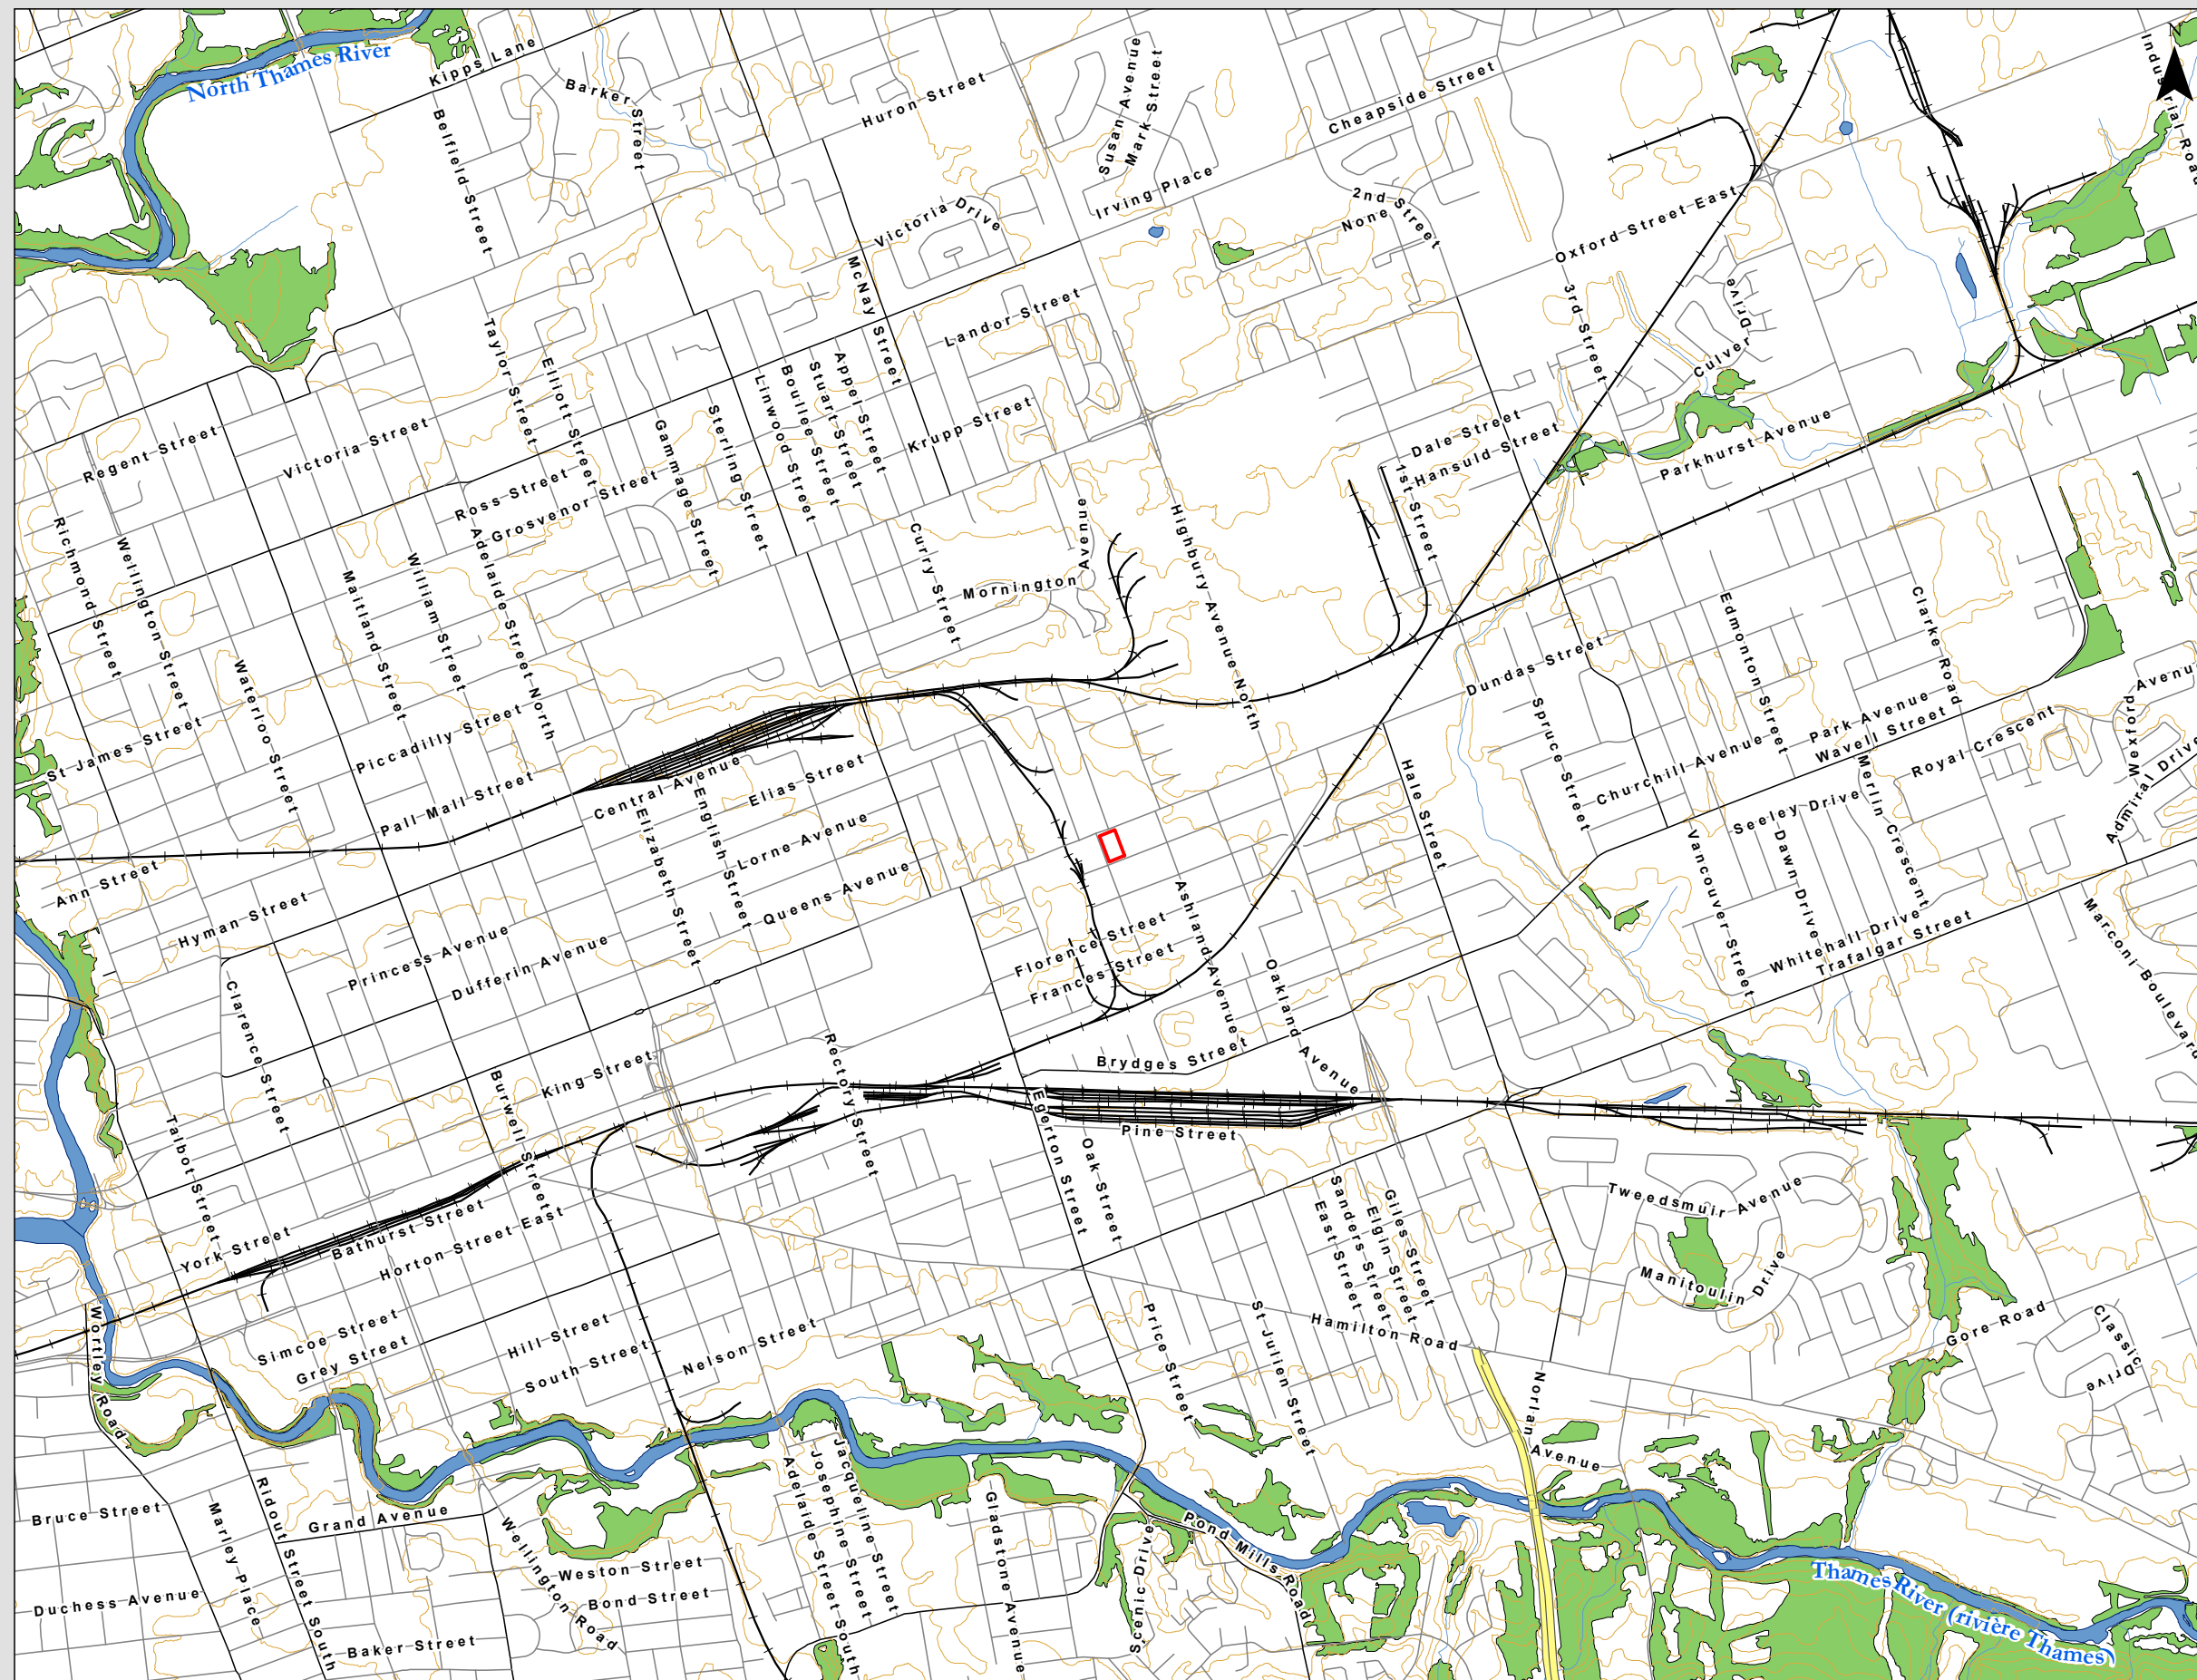 North Thames River
Kipps Lane
Barker Street
Belfield Street
Huron Street
Susan Avenue
Mark Street
Cheapside Street
Irving Place
Industrial Road
N
Victoria Drive
2nd Street
None
Oxford Street East
McNay Street
Landor Street
3rd Street
Culver Drive
Taylor Street
Elliott Street
Appel Street
Stuart Street
Boullee Street
Linwood Street
Sterling Street
Gammage Street
Krupp Street
Dale Street
Hansuld Street
1st Street
Parkhurst Avenue
Regent Street
Victoria Street
Ross Street
Grosvenor Street
Richmond Street
Wellington Street
Maitland Street
William Street
Adelaide Street North
Curry Street
Mornington Avenue
Highbury Avenue North
Edmonton Street
Clarke Road
Waterloo Street
St James Street
Piccadilly Street
Pall Mall Street
Central Avenue
Elias Street
English Street
Elizabeth Street
Lorne Avenue
Queens Avenue
Dundas Street
Spruce Street
Hale Street
Churchill Avenue
Park Avenue
Wavell Street
Royal Crescent
Merlin Crescent
Seeley Drive
Dawn Drive
Vancouver Street
Wexford Avenue
Admiral Drive
Ann Street
Hyman Street
Princess Avenue
Dufferin Avenue
Florence Street
Frances Street
Ashland Avenue
Oakland Avenue
Whitehall Drive
Trafalgar Street
Marconi Boulevard
Clarence Street
King Street
Burwell Street
Rectory Street
Brydges Street
Pine Street
Egerton Street
Oak Street
Talbot Street
York Street
Bathurst Street
Horton Street East
Simcoe Street
Grey Street
Hill Street
South Street
Nelson Street
Price Street
St Julien Street
East Street
Sanders Street
Elgin Street
Giles Street
Hamilton Road
Tweedsmuir Avenue
Manitoulin Drive
Gore Road
Classic Drive
Wortley Road
Norlan Avenue
Bruce Street
Grand Avenue
Marley Place
Ridout Street South
Wellington Road
Weston Street
Bond Street
Duchess Avenue
Baker Street
Adelaide Street South
Josephine Street
Jacqueline Street
Gladstone Avenue
Scenic Drive
Pond Mills Road
Thames River (rivière Thames)